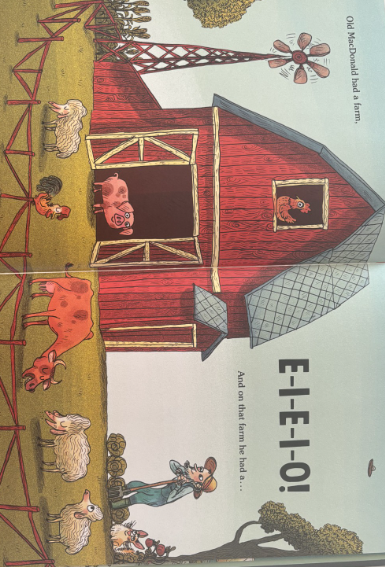 Old MacDonald had a farm,
E-I-E-I-O!
And on that farm he had a...